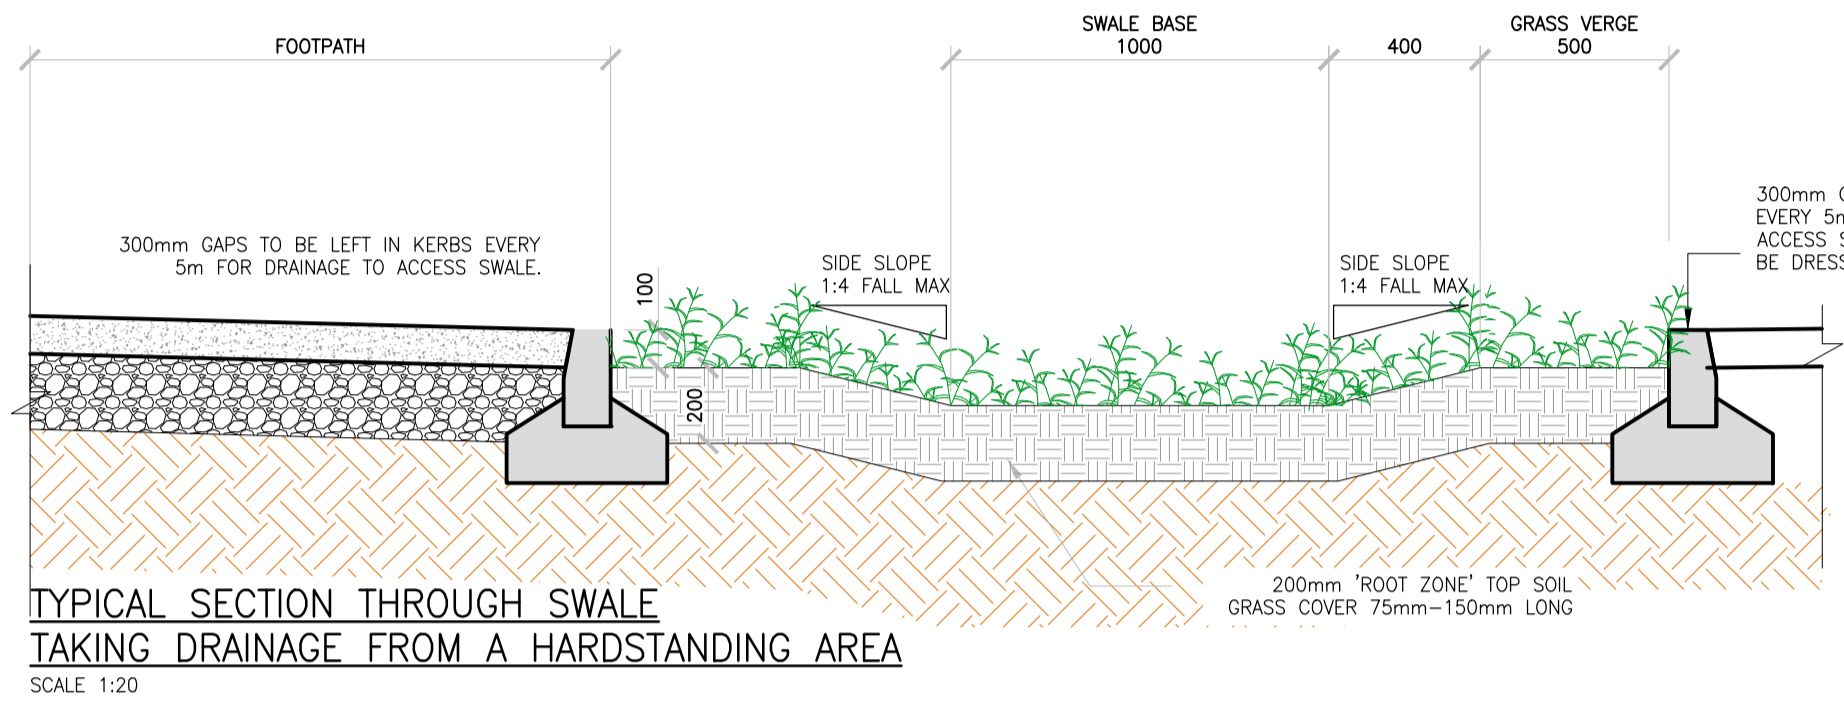 FOOTPATH
SWALE BASE
1000
400
GRASS VERGE
500
300mm GAPS TO BE LEFT IN KERBS EVERY
5m FOR DRAINAGE TO ACCESS SWALE.
100
200
SIDE SLOPE
1:4 FALL MAX
SIDE SLOPE
1:4 FALL MAX
300mm
EVERY 5m
ACCESS
BE
200mm 'ROOT ZONE' TOP SOIL
GRASS COVER 75mm-150mm LONG
TYPICAL SECTION THROUGH SWALE
TAKING DRAINAGE FROM A HARDSTANDING AREA
SCALE 1:20